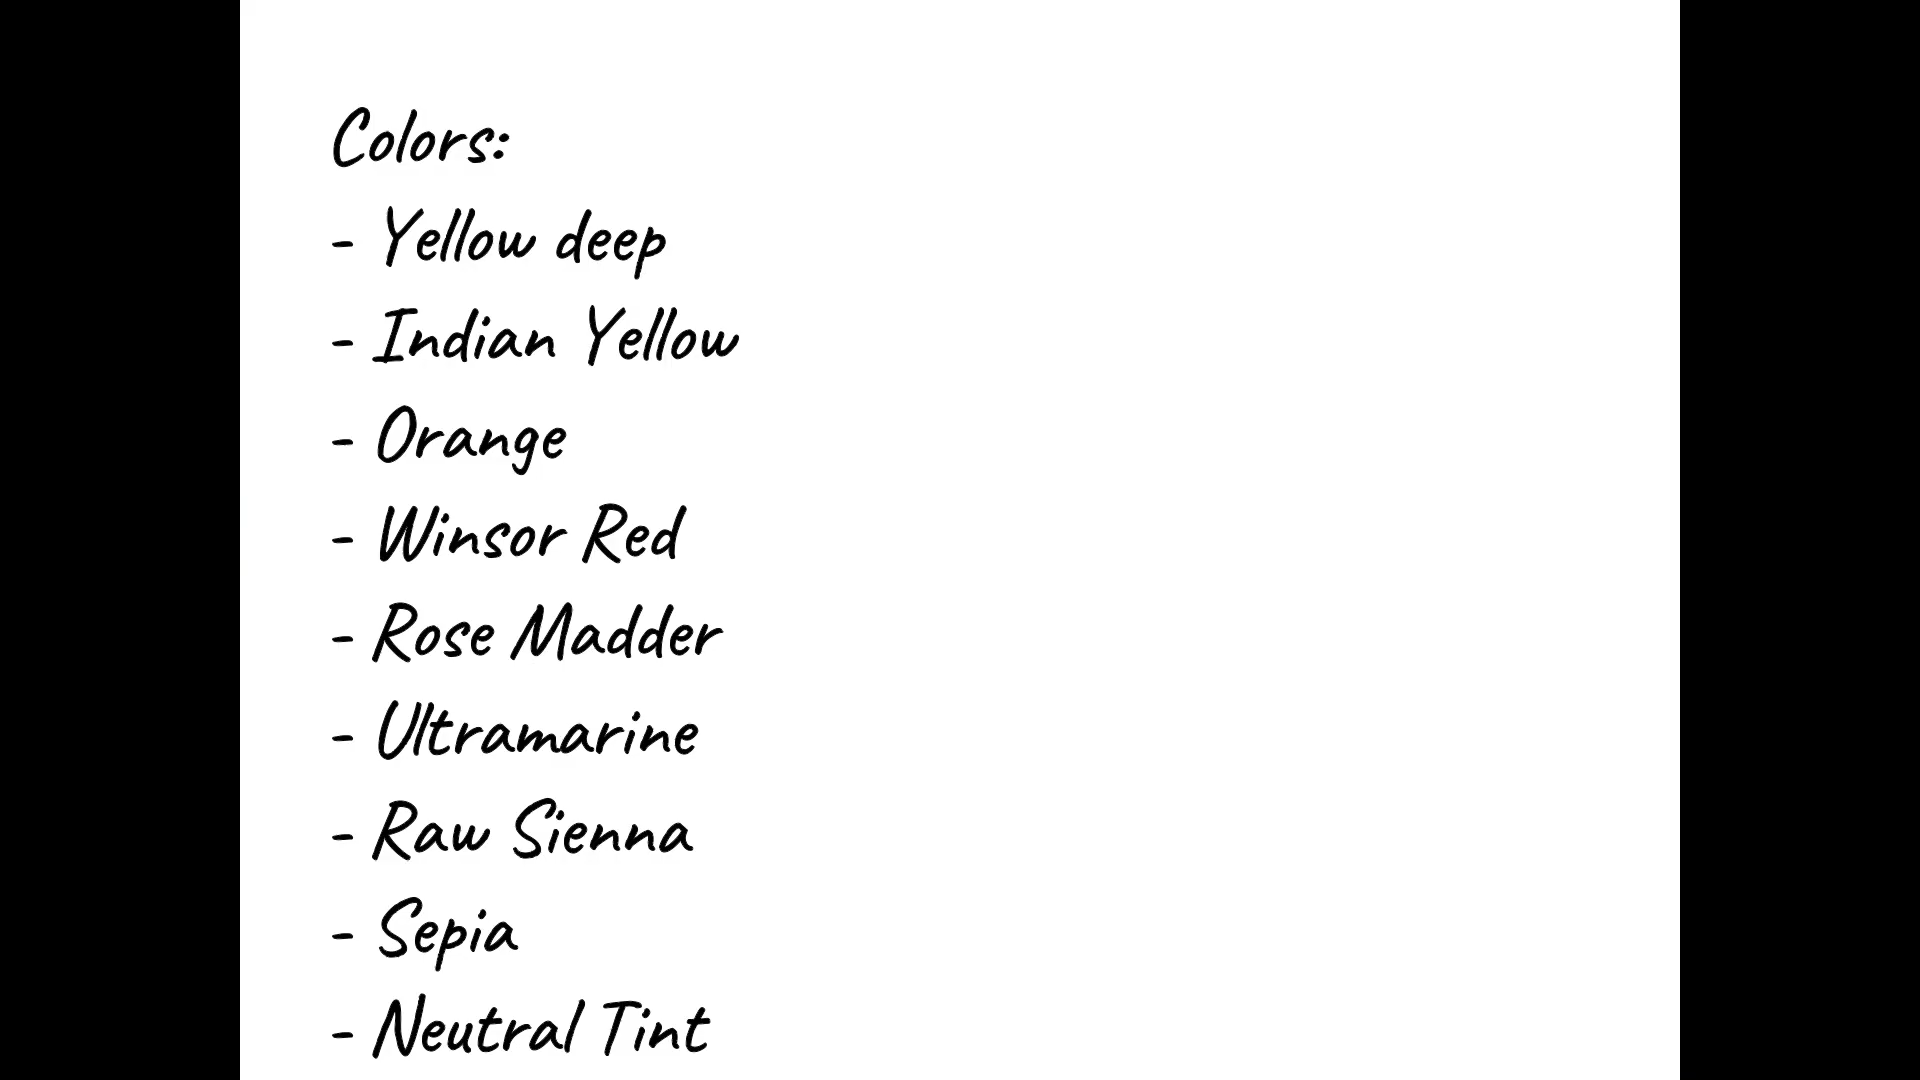 Colors:
- Yellow deep
- Indian Yellow
- Orange
- Winsor Red
- Rose Madder
- Ultramarine
- Raw Sienna
- Sepia
- Neutral Tint